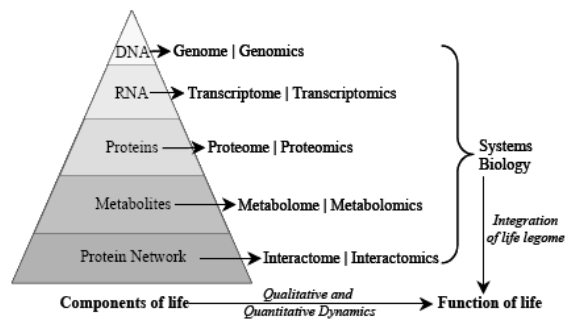 DNA Genome | Genomics
RNA Transcriptome | Transcriptomics
Proteins Proteome | Proteomics
Metabolites Metabolome | Metabolomics
Protein Network Interactome | Interactomics
Systems
Biology
Integration
of life legome
Components of life
Qualitative and
Quantitative Dynamics
Function of life